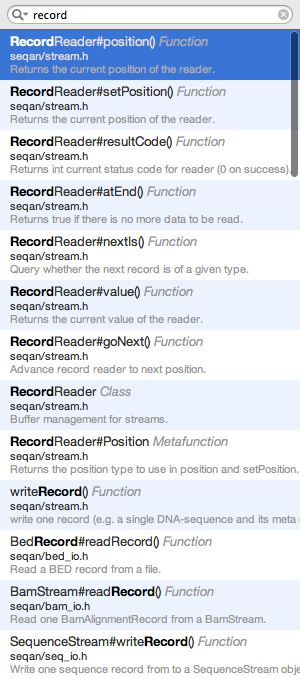 record
RecordReader#position() Function
seqan/stream.h
Returns the current position of the reader.
RecordReader#setPosition() Function
seqan/stream.h
Returns the current position of the reader.
RecordReader#resultCode() Function
seqan/stream.h
Returns int current status code for reader (0 on success).
RecordReader#atEnd() Function
seqan/stream.h
Returns true if there is no more data to be read.
RecordReader#nextIs() Function
seqan/stream.h
Query whether the next record is of a given type.
RecordReader#value() Function
seqan/stream.h
Returns the current value of the reader.
RecordReader#goNext() Function
seqan/stream.h
Advance record reader to next position.
RecordReader Class
seqan/stream.h
Buffer management for streams.
RecordReader#Position Metafunction
seqan/stream.h
Returns the position type to use in position and setPosition.
writeRecord() Function
seqan/stream.h
write one record (e.g. a single DNA-sequence and its meta
BedRecord#readRecord() Function
seqan/bed_io.h
Read a BED record from a file.
BamStream#readRecord() Function
seqan/bam_io.h
Read one BamAlignmentRecord from a BamStream.
SequenceStream#writeRecord() Function
seqan/seq_io.h
Write one sequence record from to a SequenceStream obje